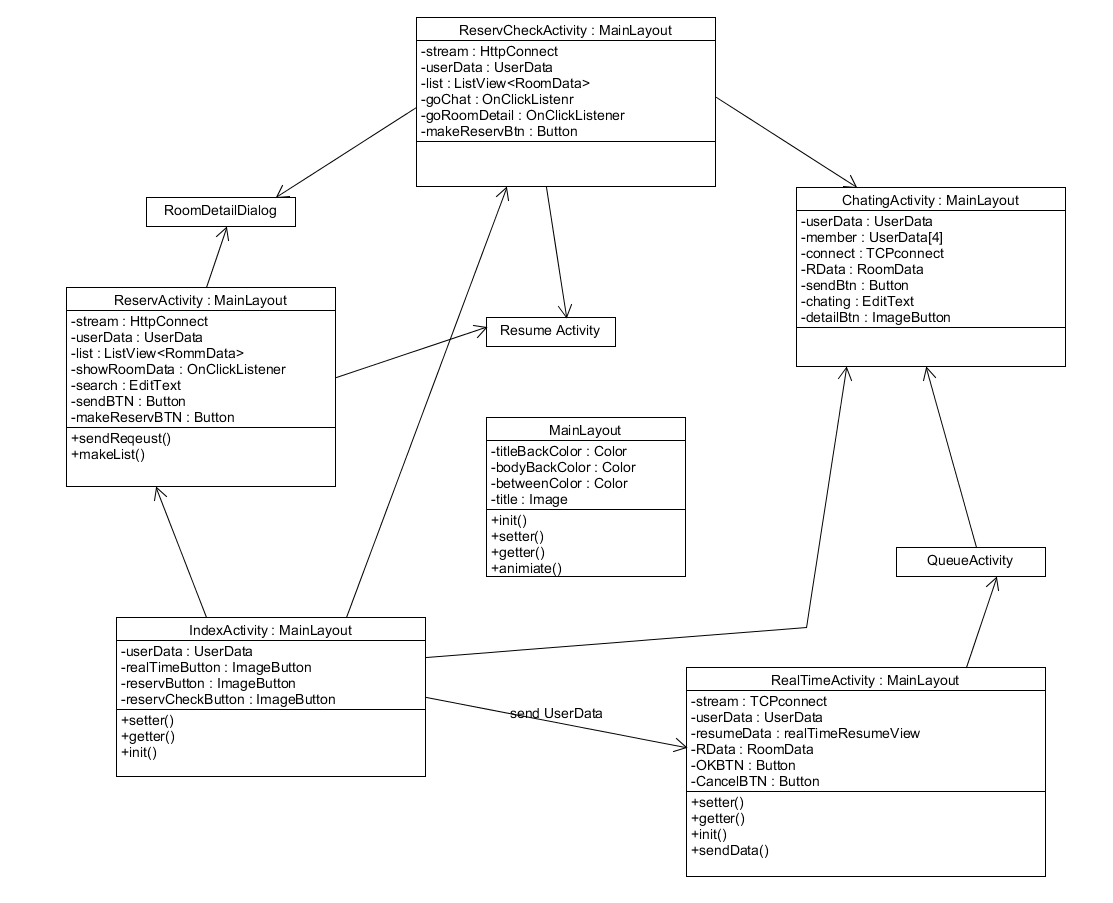 ReservCheckActivity : MainLayout
-stream : HttpConnect
-userData : UserData
-list : ListView<RoomData>
-goChat : OnClickListenr
-goRoomDetail : OnClickListener
-makeReservBtn : Button
RoomDetailDialog
ChatingActivity : MainLayout
-userData : UserData
-member : UserData[4]
-connect : TCPconnect
-RData : RoomData
-sendBtn : Button
-chating : EditText
-detailBtn : ImageButton
ReservActivity : MainLayout
-stream : HttpConnect
-userData : UserData
-list : ListView<RommData>
-showRoomData : OnClickListener
-search : EditText
-sendBTN : Button
-makeReservBTN : Button
+sendReqeust()
+makeList()
Resume Activity
MainLayout
-titleBackColor : Color
-bodyBackColor : Color
-betweenColor : Color
-title : Image
+init()
+setter()
+getter()
+animiate()
QueueActivity
IndexActivity : MainLayout
-userData : UserData
-realTimeButton : ImageButton
-reservButton : ImageButton
-reservCheckButton : ImageButton
+setter()
+getter()
+init()
send UserData
RealTimeActivity : MainLayout
-stream : TCPconnect
-userData : UserData
-resumeData : realTimeResumeView
-RData : RoomData
-OKBTN : Button
-CancelBTN : Button
+setter()
+getter()
+init()
+sendData()